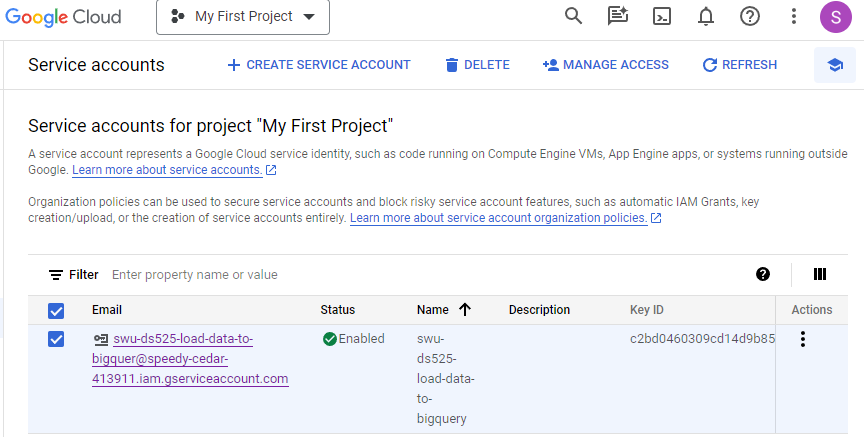 Google Cloud
My First Project
S
Service accounts
CREATE SERVICE ACCOUNT
DELETE
MANAGE ACCESS
REFRESH
Service accounts for project "My First Project"
A service account represents a Google Cloud service identity, such as code running on Compute Engine VMs, App Engine apps, or systems running outside
Google. Learn more about service accounts.
Organization policies can be used to secure service accounts and block risky service account features, such as automatic IAM Grants, key
creation/upload, or the creation of service accounts entirely. Learn more about service account organization policies.
Filter Enter property name or value
Email Status Name Description Key ID Actions
swu-ds525-load-data-to-
bigquer@speedy-cedar-
413911.iam.gserviceaccount.com
Enabled
swu-
ds525-
load-data-
to-
bigquery
c2bd0460309cd14d9b85